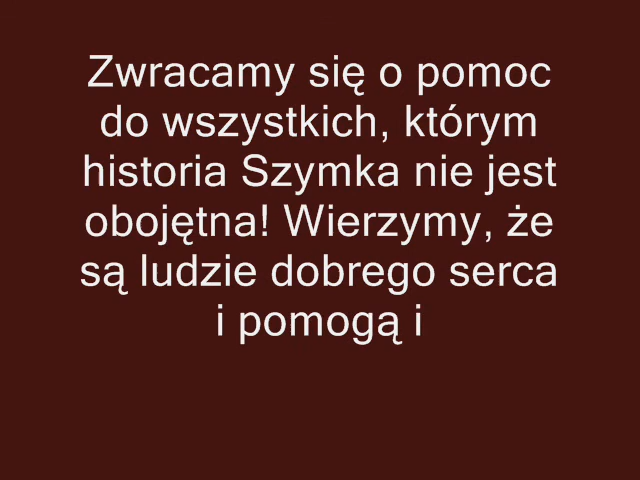 Zwracamy się o pomoc
do wszystkich, którym
historia Szymka nie jest
obojętna! Wierzymy, że
są ludzie dobrego serca
i pomogą i